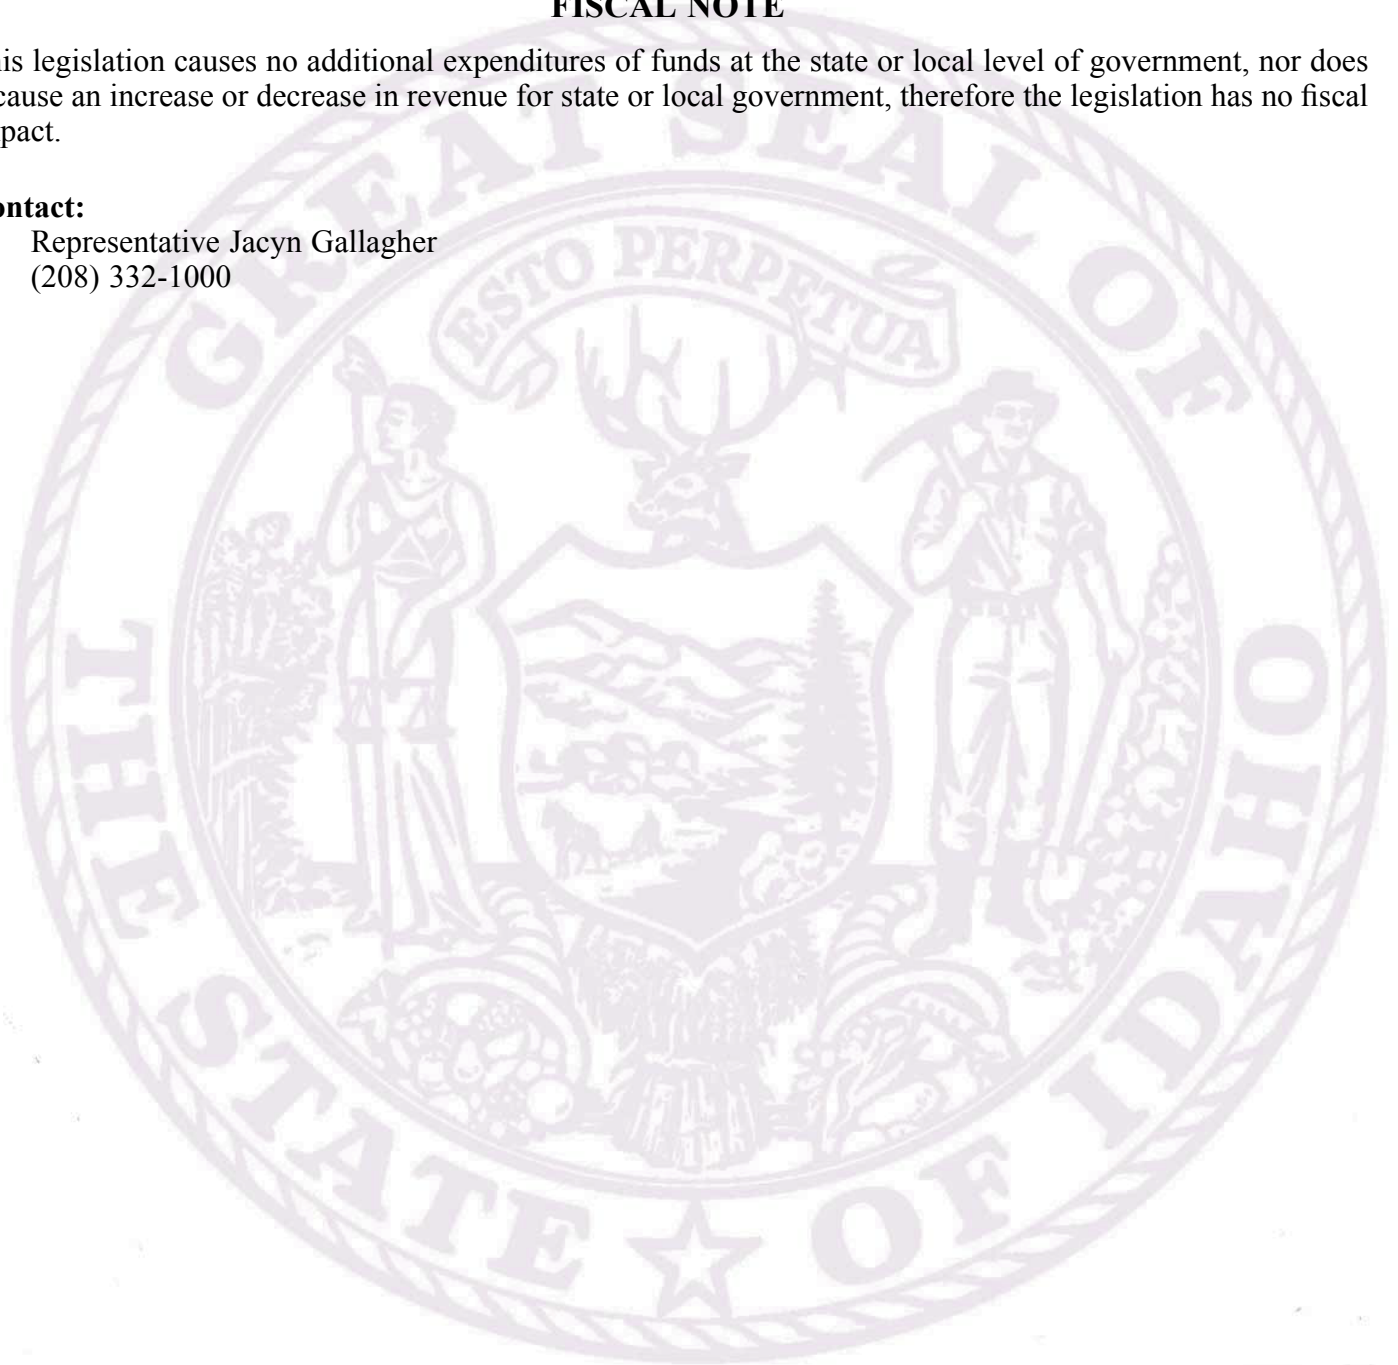 FISCAL NOTE
is legislation causes no additional expenditures of funds at the state or local level of government, nor does
cause an increase or decrease in revenue for state or local government, therefore the legislation has no fiscal
pact.
ontact:
Representative Jacyn Gallagher
(208) 332-1000
GREAT SEAL OF
ESTO PERPETUA
THE
STATE OF IDAHO